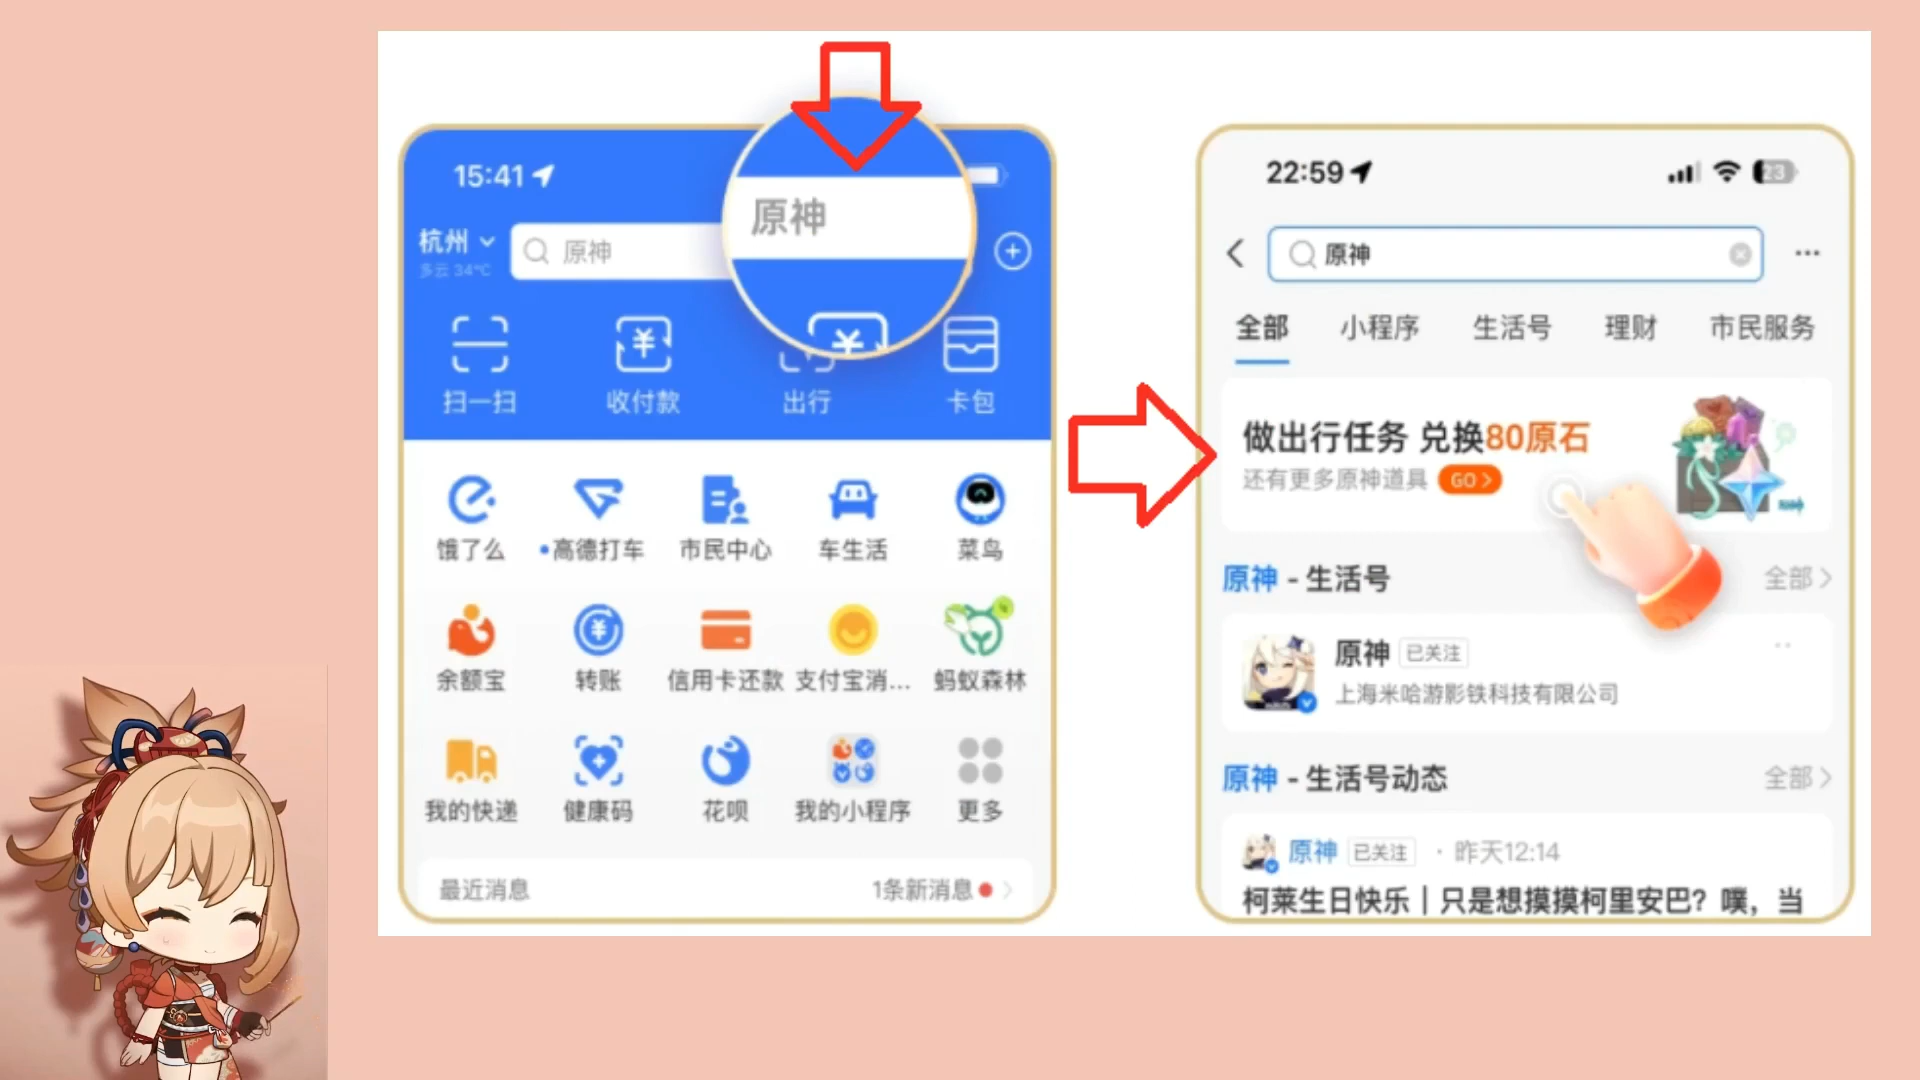 15:41
杭州
多云 34°C
原神
原神
扫一扫
收付款
出行
卡包
饿了么
高德打车
市民中心
车生活
菜鸟
余额宝
转账
信用卡还款
支付宝消...
蚂蚁森林
我的快递
健康码
花呗
我的小程序
更多
最近消息
1条新消息
22:59
23
原神
全部
小程序
生活号
理财
市民服务
做出行任务 兑换80原石
还有更多原神道具 GO
原神 - 生活号
全部
原神 已关注
上海米哈游影铁科技有限公司
原神 - 生活号动态
全部
原神 已关注 · 昨天12:14
柯莱生日快乐｜只是想摸摸柯里安巴？噗，当